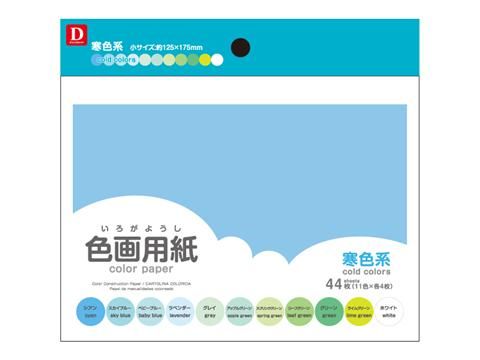 D
寒色系 小サイズ:約125×175mm
cold colors
いろがようし
色画用紙
color paper
Color Construction Paper / CARTOLINA COLORIDA
Papel de manualidades coloreado
寒色系
cold colors
44枚(11色×各4枚)
sheets
シアン cyan
スカイブルー sky blue
ベビーブルー baby blue
ラベンダー lavender
グレイ grey
アップルグリーン apple green
スプリンググリーン spring green
リーフグリーン leaf green
グリーン green
ライムグリーン lime green
ホワイト white